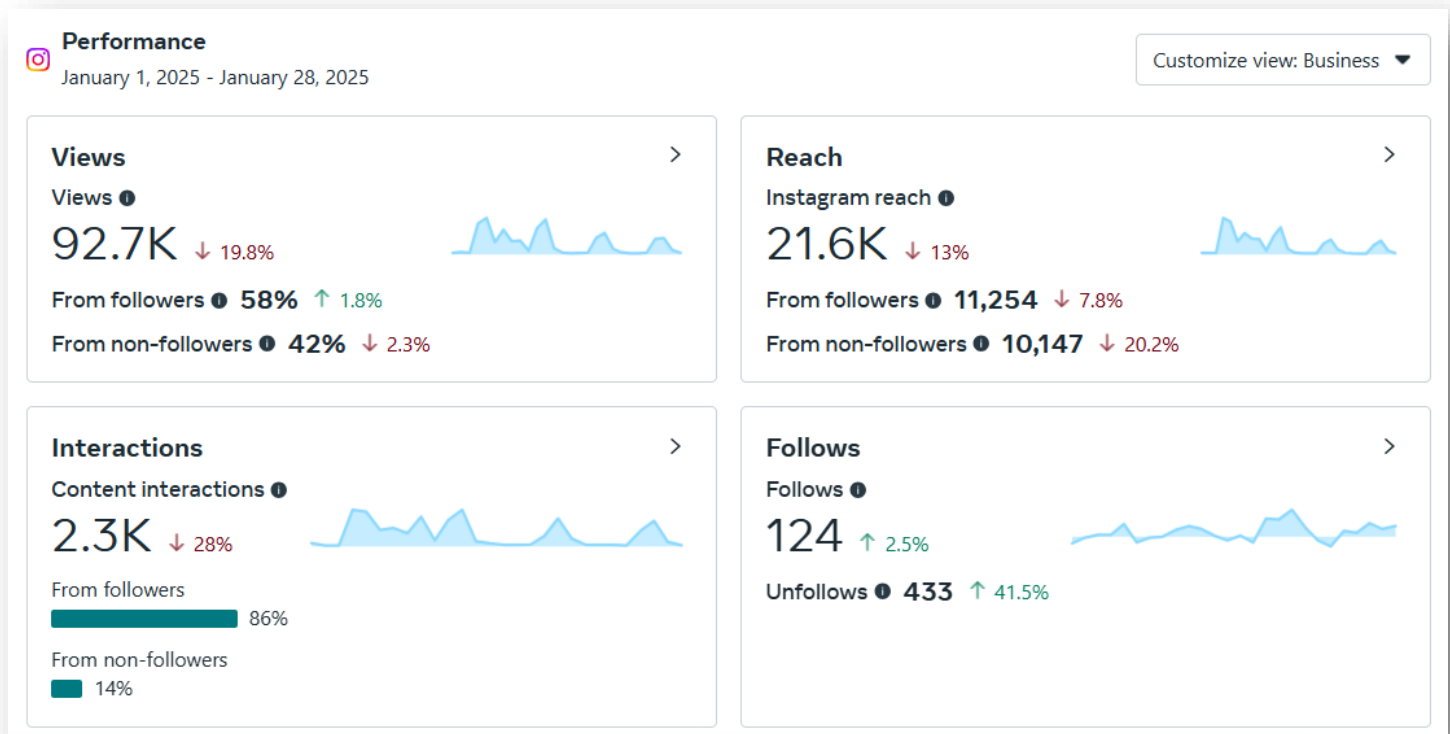 Performance
January 1, 2025 - January 28, 2025
Customize view: Business
Views
Views
92.7K ↓ 19.8%
From followers 58% ↑ 1.8%
From non-followers 42% ↓ 2.3%
Reach
Instagram reach
21.6K ↓ 13%
From followers 11,254 ↓ 7.8%
From non-followers 10,147 ↓ 20.2%
Interactions
Content interactions
2.3K ↓ 28%
From followers
86%
From non-followers
14%
Follows
Follows
124 ↑ 2.5%
Unfollows 433 ↑ 41.5%